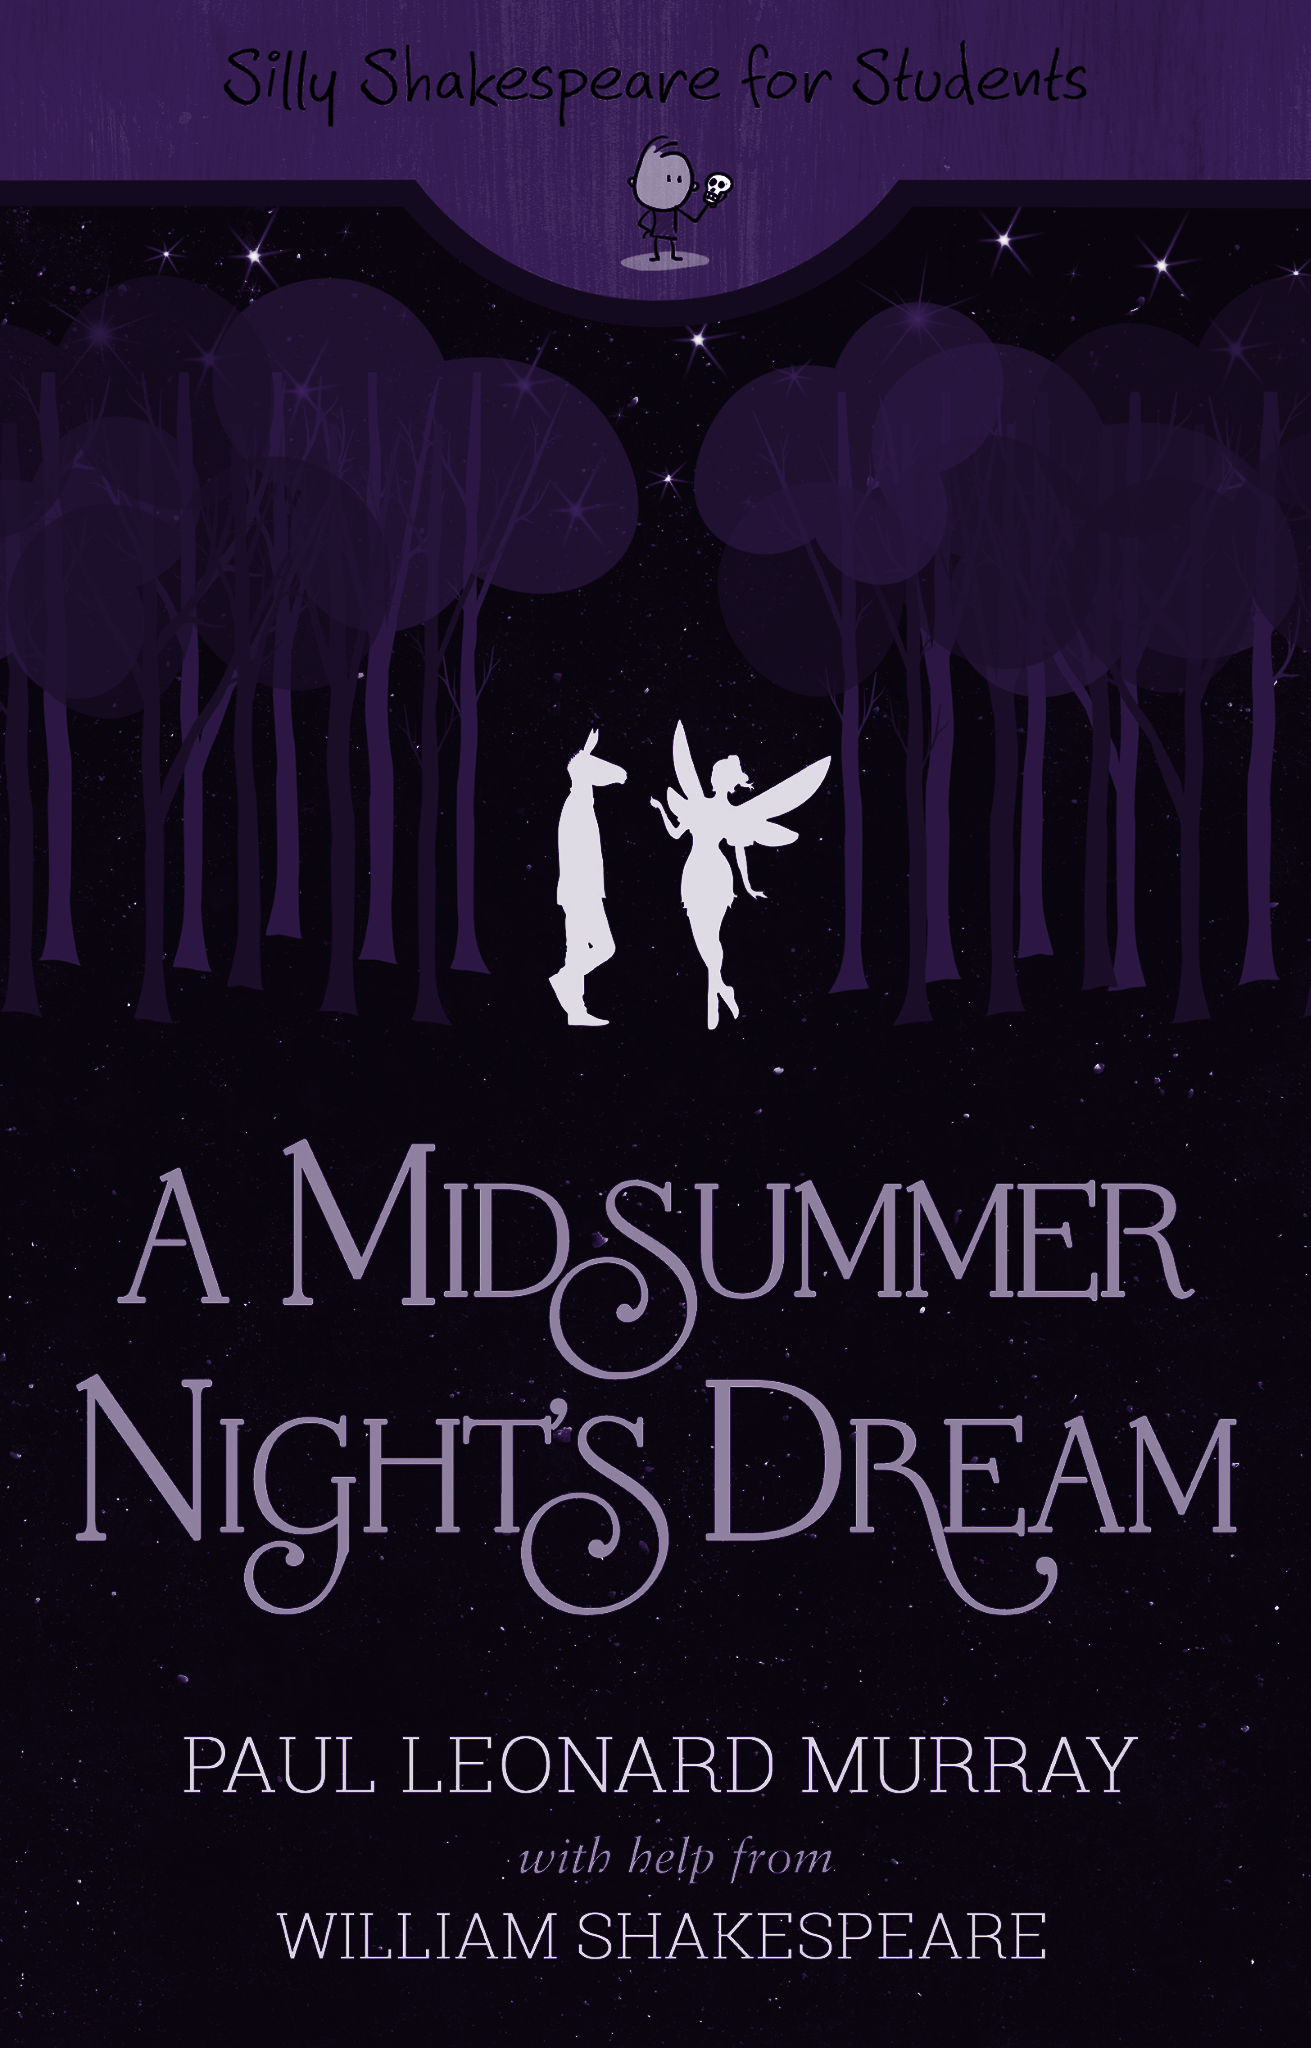 Silly Shakespeare for Students
A MIDSUMMER
NIGHT'S DREAM
PAUL LEONARD MURRAY
with help from
WILLIAM SHAKESPEARE